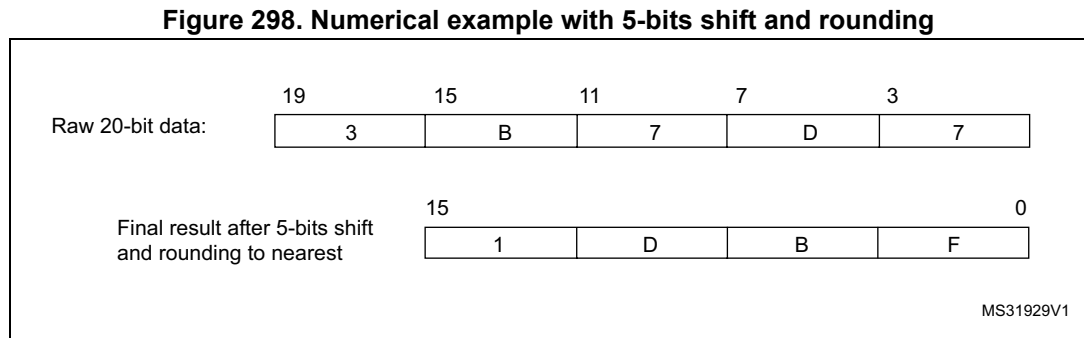 Figure 298. Numerical example with 5-bits shift and rounding
19 15 11 7 3
Raw 20-bit data: 3 B 7 D 7
15 0
Final result after 5-bits shift
and rounding to nearest
1 D B F
MS31929V1